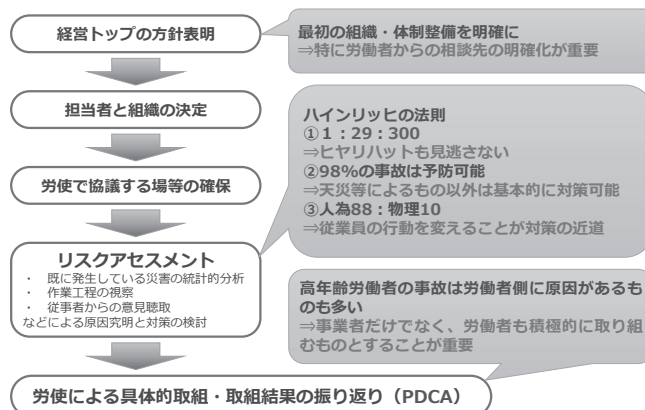 経営トップの方針表明
最初の組織・体制整備を明確に
⇒特に労働者からの相談先の明確化が重要
担当者と組織の決定
労使で協議する場等の確保
ハインリッヒの法則
①1：29：300
⇒ヒヤリハットも見逃さない
②98%の事故は予防可能
⇒天災等によるもの以外は基本的に対策可能
③人為88：物理10
⇒従業員の行動を変えることが対策の近道
リスクアセスメント
・ 既に発生している災害の統計的分析
・ 作業工程の視察
・ 従事者からの意見聴取
などによる原因究明と対策の検討
高年齢労働者の事故は労働者側に原因があるも
のも多い
⇒事業者だけでなく、労働者も積極的に取り組
むものとすることが重要
労使による具体的取組・取組結果の振り返り（PDCA）